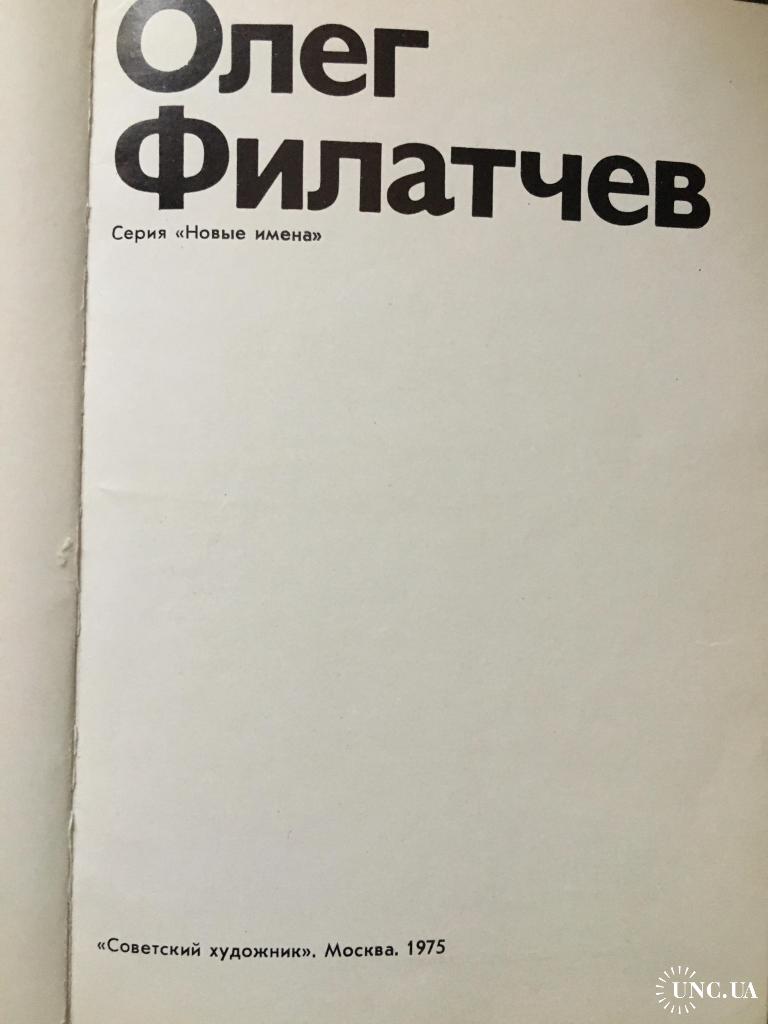 Олег
Филатчев
Серия «Новые имена»
«Советский художник». Москва. 1975
UNC.UA